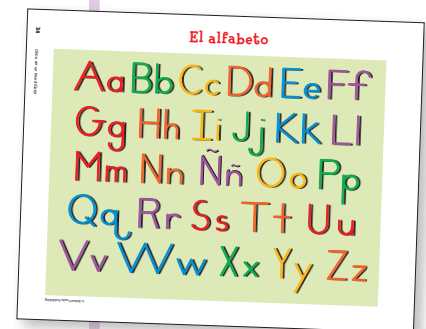 24
El alfabeto
Aa Bb Cc Dd Ee Ff
Gg Hh Ii Jj Kk Ll
Mm Nn Ññ Oo Pp
Qq Rr Ss Tt Uu
Vv Ww Xx Yy Zz